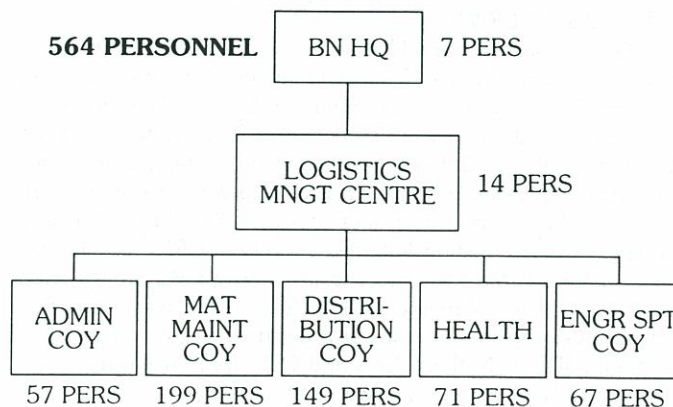 564 PERSONNEL
BN HQ
7 PERS
LOGISTICS
MNGT CENTRE
14 PERS
ADMIN
COY
MAT
MAINT
COY
DISTRI-
BUTION
COY
HEALTH
ENGR SPT
COY
57 PERS
199 PERS
149 PERS
71 PERS
67 PERS